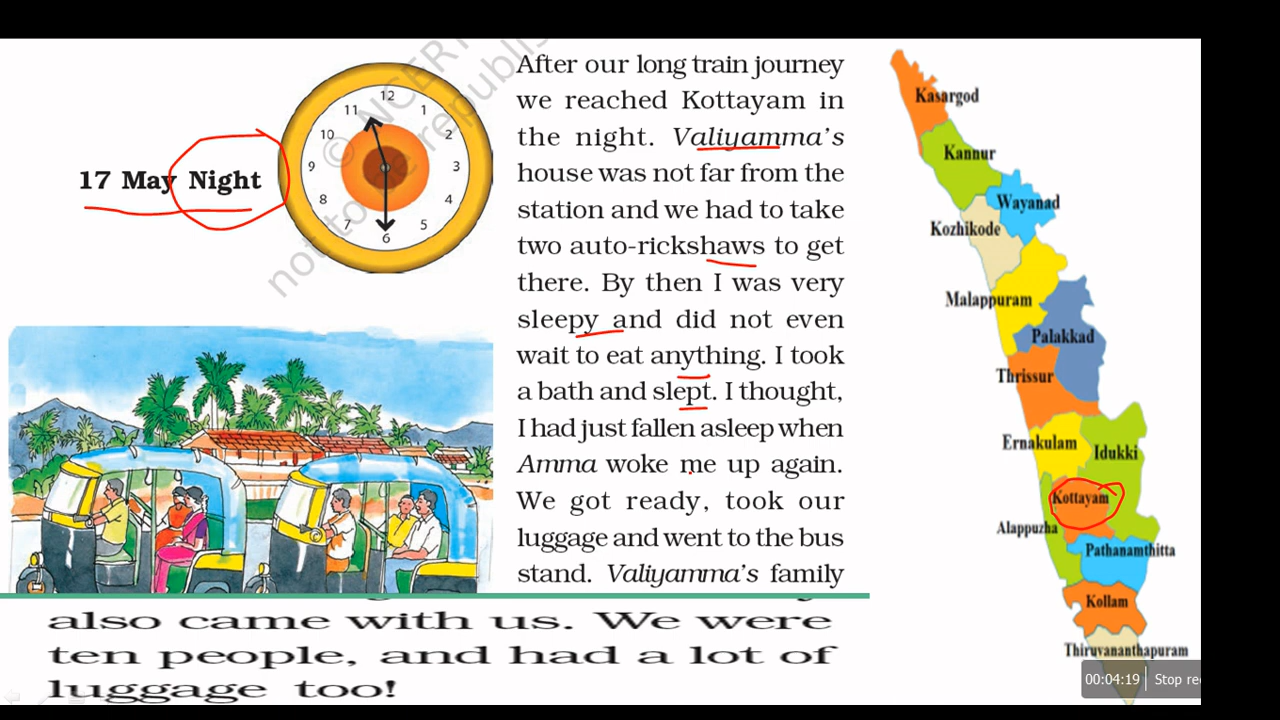 17 May Night
12
11
1
10
2
9
3
8
4
7
5
6
After our long train journey
we reached Kottayam in
the night. Valiyamma's
house was not far from the
station and we had to take
two auto-rickshaws to get
there. By then I was very
sleepy and did not even
wait to eat anything. I took
a bath and slept. I thought,
I had just fallen asleep when
Amma woke me up again.
We got ready, took our
luggage and went to the bus
stand. Valiyamma's family
also came with us. We were
ten people, and had a lot of
luggage too!
Kasargod
Kannur
Wayanad
Kozhikode
Malappuram
Palakkad
Thrissur
Ernakulam
Idukki
Kottayam
Alappuzha
Pathanamthitta
Kollam
Thiruvananthapuram
00:04:19 Stop
© NCERT
not to be republis